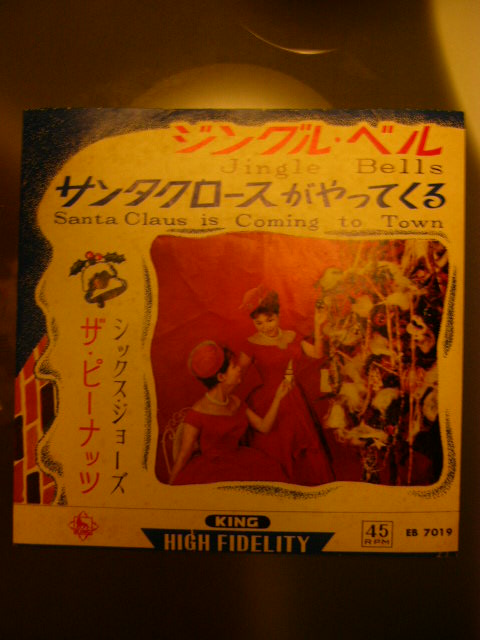 ジングル・ベル
Jingle Bells
サンタクロースがやってくる
Santa Claus is Coming to Town
シックス・ジョーズ
ザ・ピーナッツ
KING
HIGH FIDELITY
45
RPM
EB 7019